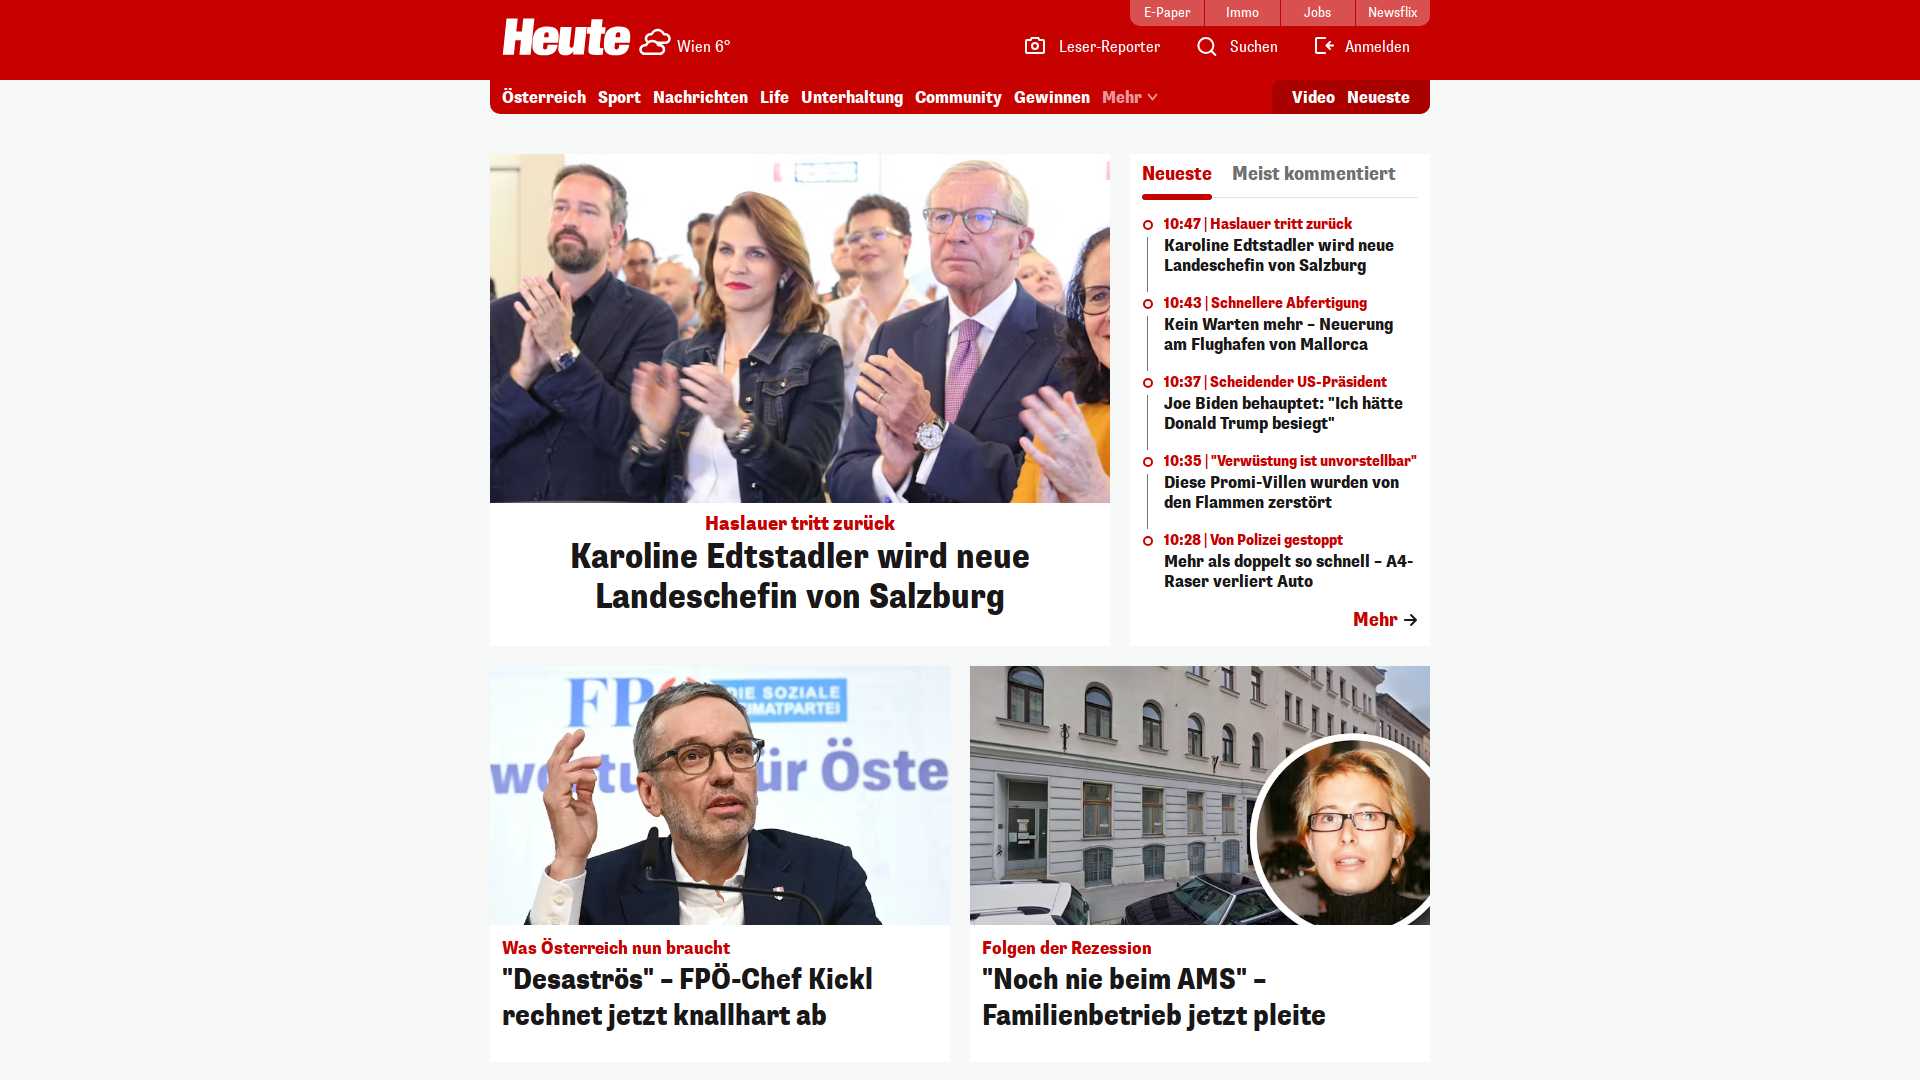 E-Paper
Immo
Jobs
Newsflix
Heute
Wien 6°
Leser-Reporter
Suchen
Anmelden
Österreich
Sport
Nachrichten
Life
Unterhaltung
Community
Gewinnen
Mehr
Video
Neueste
Haslauer tritt zurück
Karoline Edtstadler wird neue
Landeschefin von Salzburg
Neueste
Meist kommentiert
10:47 | Haslauer tritt zurück
Karoline Edtstadler wird neue
Landeschefin von Salzburg
10:43 | Schnellere Abfertigung
Kein Warten mehr – Neuerung
am Flughafen von Mallorca
10:37 | Scheidender US-Präsident
Joe Biden behauptet: "Ich hätte
Donald Trump besiegt"
10:35 | "Verwüstung ist unvorstellbar"
Diese Promi-Villen wurden von
den Flammen zerstört
10:28 | Von Polizei gestoppt
Mehr als doppelt so schnell – A4-
Raser verliert Auto
Mehr
FP
DIE SOZIALE
IMATPARTEI
ür Öste
Was Österreich nun braucht
"Desaströs" – FPÖ-Chef Kickl
rechnet jetzt knallhart ab
Folgen der Rezession
"Noch nie beim AMS" –
Familienbetrieb jetzt pleite